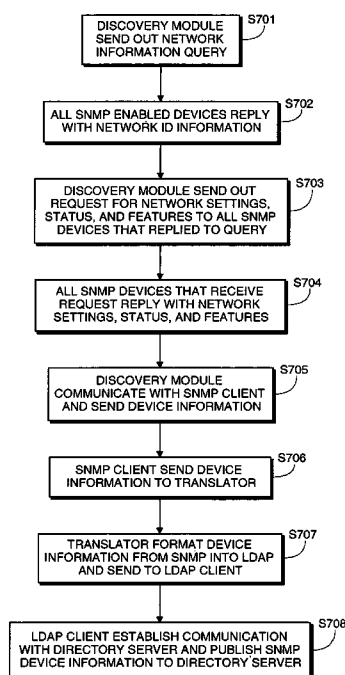 S701
DISCOVERY MODULE
SEND OUT NETWORK
INFORMATION QUERY
S702
ALL SNMP ENABLED DEVICES REPLY
WITH NETWORK ID INFORMATION
S703
DISCOVERY MODULE SEND OUT
REQUEST FOR NETWORK SETTINGS,
STATUS, AND FEATURES TO ALL SNMP
DEVICES THAT REPLIED TO QUERY
S704
ALL SNMP DEVICES THAT RECEIVE
REQUEST REPLY WITH NETWORK
SETTINGS, STATUS, AND FEATURES
S705
DISCOVERY MODULE
COMMUNICATE WITH SNMP CLIENT
AND SEND DEVICE INFORMATION
S706
SNMP CLIENT SEND DEVICE
INFORMATION TO TRANSLATOR
S707
TRANSLATOR FORMAT DEVICE
INFORMATION FROM SNMP INTO LDAP
AND SEND TO LDAP CLIENT
S708
LDAP CLIENT ESTABLISH COMMUNICATION
WITH DIRECTORY SERVER AND PUBLISH SNMP
DEVICE INFORMATION TO DIRECTORY SERVER